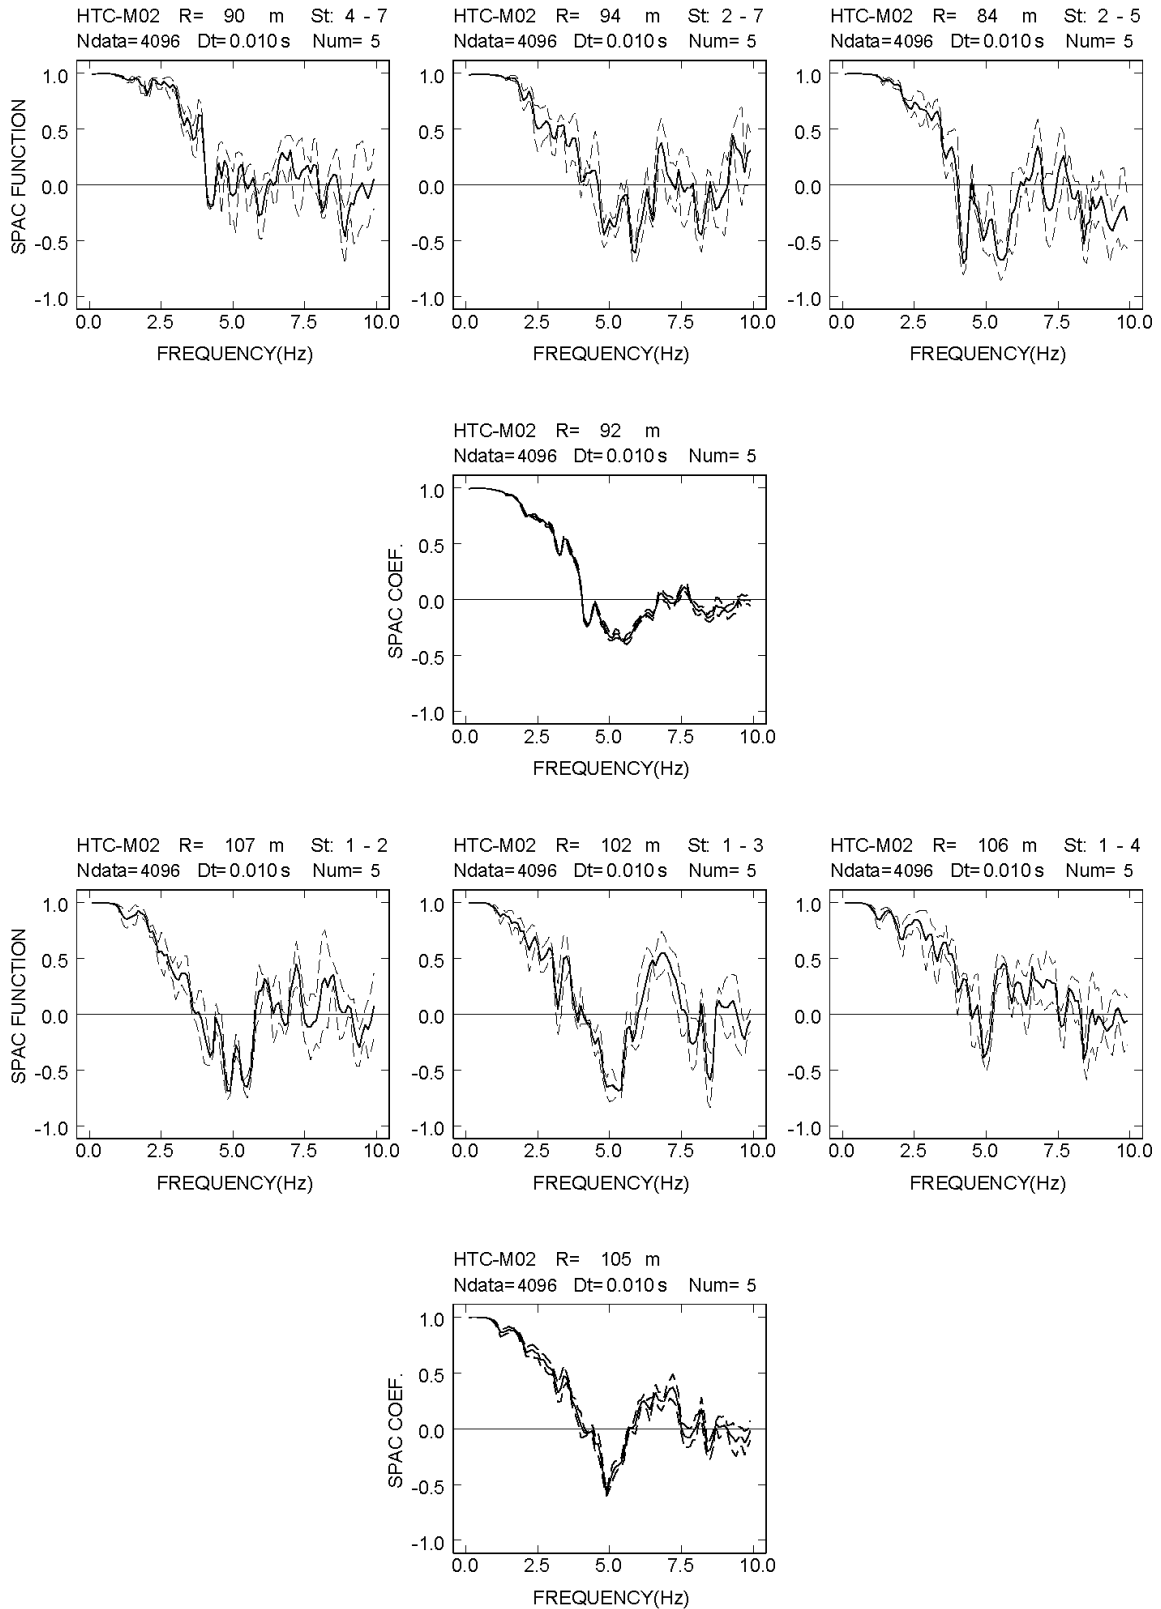 HTC-M02 R= 90 m St: 4 - 7
Ndata=4096 Dt=0.010 s Num= 5
HTC-M02 R= 94 m St: 2 - 7
Ndata=4096 Dt=0.010 s Num= 5
HTC-M02 R= 84 m St: 2 - 5
Ndata=4096 Dt=0.010 s Num= 5
SPAC FUNCTION
1.0
0.5
0.0
-0.5
-1.0
0.0 2.5 5.0 7.5 10.0
FREQUENCY(Hz)
1.0
0.5
0.0
-0.5
-1.0
0.0 2.5 5.0 7.5 10.0
FREQUENCY(Hz)
1.0
0.5
0.0
-0.5
-1.0
0.0 2.5 5.0 7.5 10.0
FREQUENCY(Hz)
HTC-M02 R= 92 m
Ndata=4096 Dt=0.010 s Num= 5
SPAC COEF.
1.0
0.5
0.0
-0.5
-1.0
0.0 2.5 5.0 7.5 10.0
FREQUENCY(Hz)
HTC-M02 R= 107 m St: 1 - 2
Ndata=4096 Dt=0.010 s Num= 5
HTC-M02 R= 102 m St: 1 - 3
Ndata=4096 Dt=0.010 s Num= 5
HTC-M02 R= 106 m St: 1 - 4
Ndata=4096 Dt=0.010 s Num= 5
SPAC FUNCTION
1.0
0.5
0.0
-0.5
-1.0
0.0 2.5 5.0 7.5 10.0
FREQUENCY(Hz)
1.0
0.5
0.0
-0.5
-1.0
0.0 2.5 5.0 7.5 10.0
FREQUENCY(Hz)
1.0
0.5
0.0
-0.5
-1.0
0.0 2.5 5.0 7.5 10.0
FREQUENCY(Hz)
HTC-M02 R= 105 m
Ndata=4096 Dt=0.010 s Num= 5
SPAC COEF.
1.0
0.5
0.0
-0.5
-1.0
0.0 2.5 5.0 7.5 10.0
FREQUENCY(Hz)